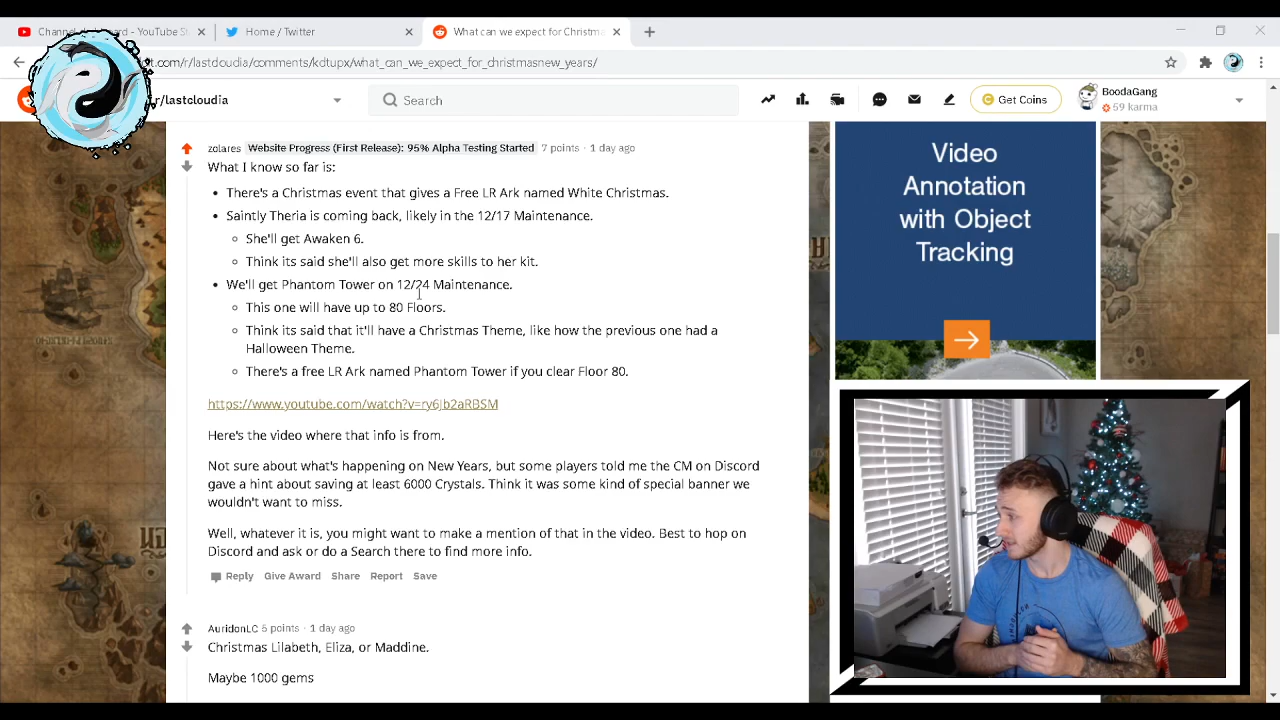 Channel
board - YouTube St
Home / Twitter
What can we expect for Christma
it.com/r/lastcloudia/comments/kdtupx/what_can_we_expect_for_christmasnew_years/
r/lastcloudia
Search
Get Coins
BoodaGang
59 karma
zolares Website Progress (First Release): 95% Alpha Testing Started 7 points · 1 day ago
What I know so far is:
• There's a Christmas event that gives a Free LR Ark named White Christmas.
• Saintly Theria is coming back, likely in the 12/17 Maintenance.
She'll get Awaken 6.
Think its said she'll also get more skills to her kit.
• We'll get Phantom Tower on 12/24 Maintenance.
This one will have up to 80 Floors.
Think its said that it'll have a Christmas Theme, like how the previous one had a
Halloween Theme.
There's a free LR Ark named Phantom Tower if you clear Floor 80.
https://www.youtube.com/watch?v=ry6Jb2aRBSM
Here's the video where that info is from.
Not sure about what's happening on New Years, but some players told me the CM on Discord
gave a hint about saving at least 6000 Crystals. Think it was some kind of special banner we
wouldn't want to miss.
Well, whatever it is, you might want to make a mention of that in the video. Best to hop on
Discord and ask or do a Search there to find more info.
Reply Give Award Share Report Save
AuridonLC 5 points · 1 day ago
Christmas Lilabeth, Eliza, or Maddine.
Maybe 1000 gems
Video
Annotation
with Object
Tracking